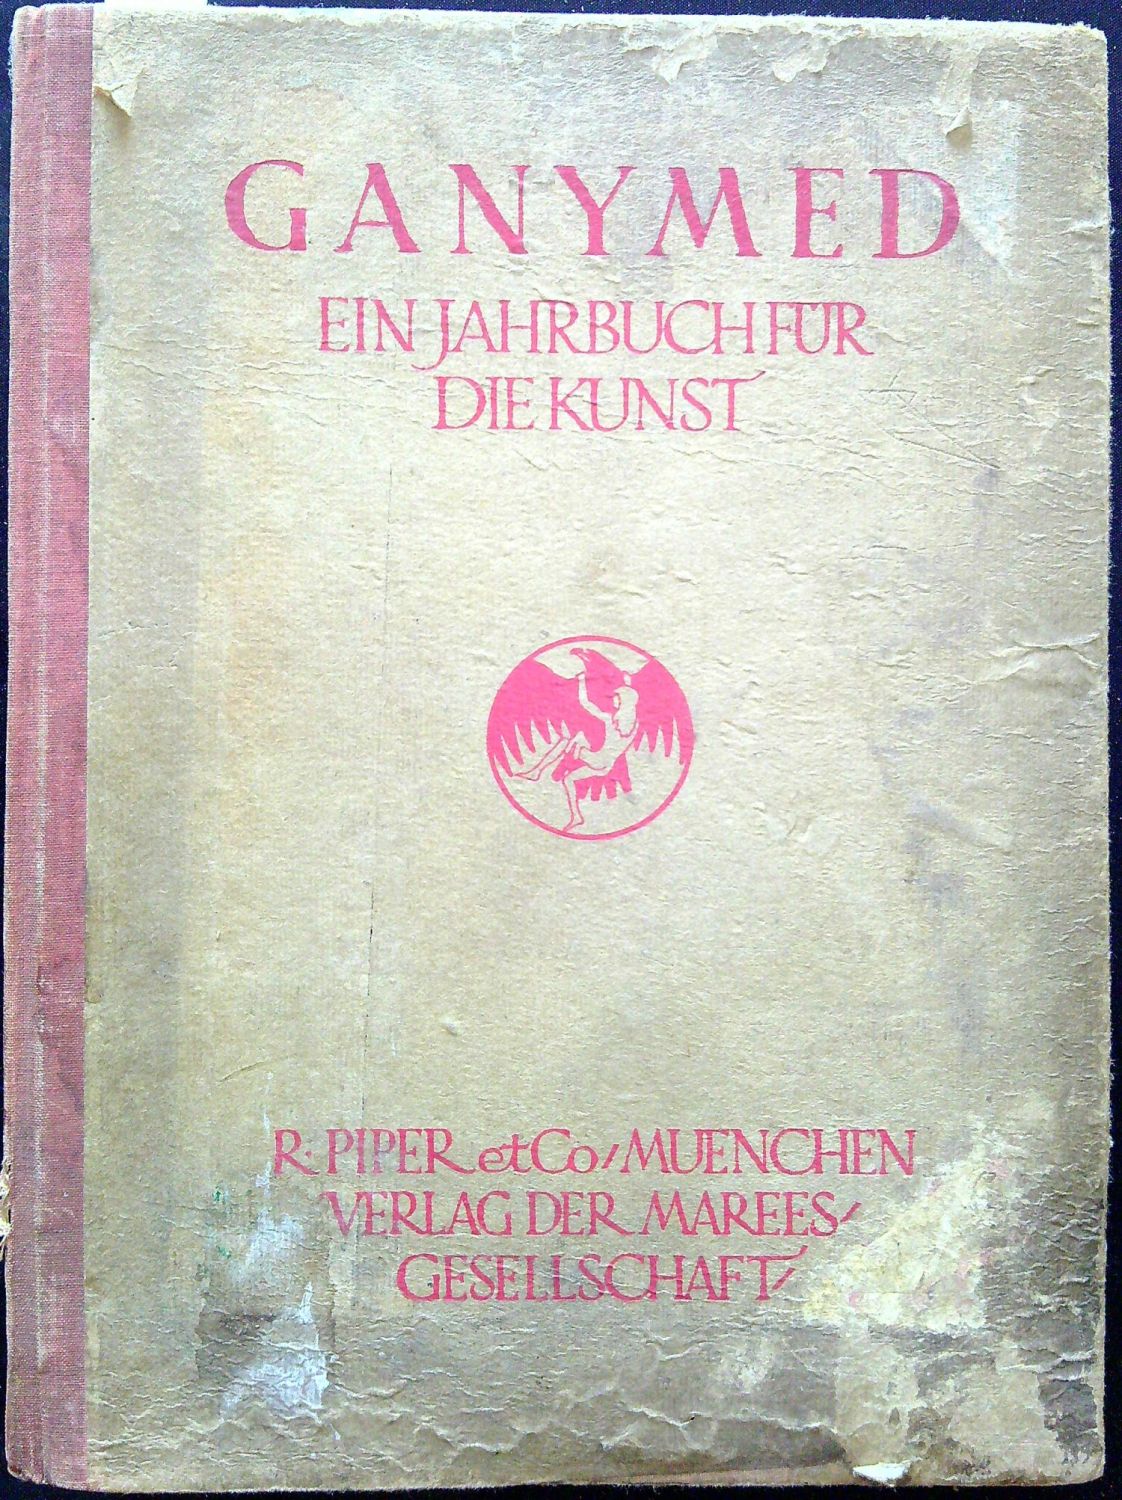 GANYMED
EIN JAHRBUCH FÜR
DIE KUNST
R. PIPER et Co / MUENCHEN
VERLAG DER MAREES /
GESELLSCHAFT /